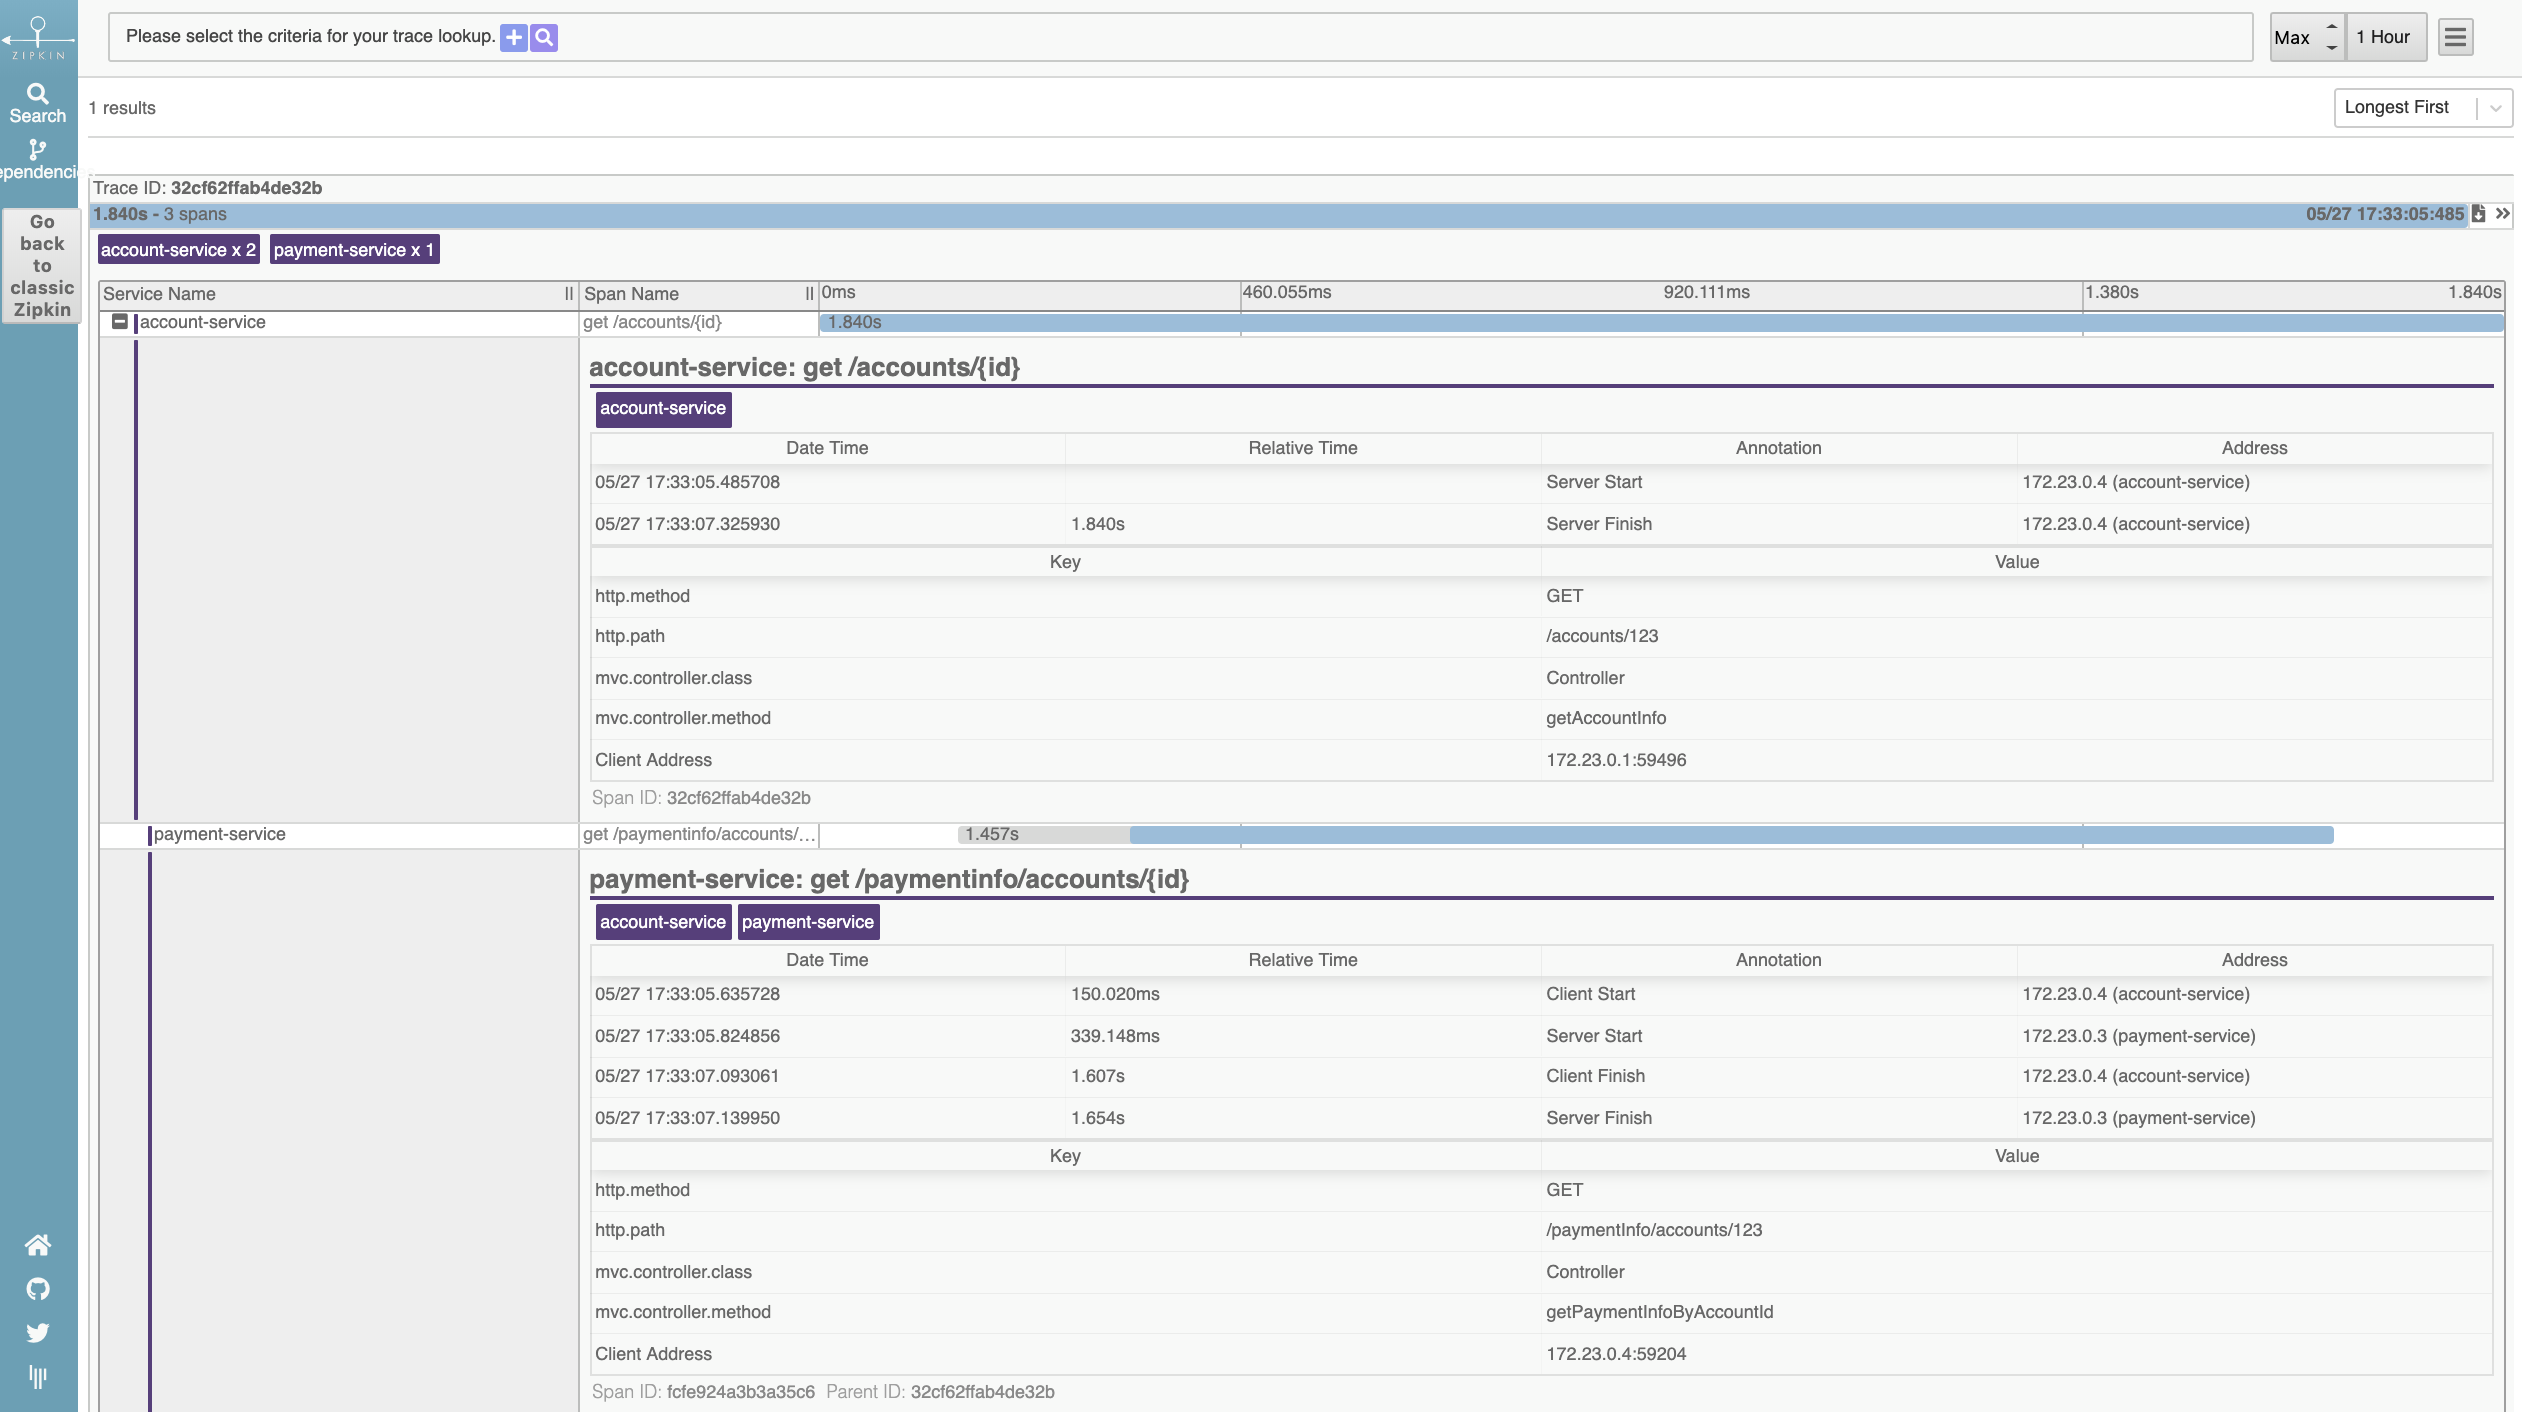 ZIPKIN
Search
ependenci
Go
back
to
classic
Zipkin
Please select the criteria for your trace lookup.
Max
1 Hour
1 results
Longest First
Trace ID: 32cf62ffab4de32b
1.840s - 3 spans 05/27 17:33:05:485
account-service x 2 payment-service x 1
Service Name Span Name 0ms 460.055ms 920.111ms 1.380s 1.840s
account-service get /accounts/{id} 1.840s
account-service: get /accounts/{id}
account-service
Date Time Relative Time Annotation Address
05/27 17:33:05.485708 Server Start 172.23.0.4 (account-service)
05/27 17:33:07.325930 1.840s Server Finish 172.23.0.4 (account-service)
Key Value
http.method GET
http.path /accounts/123
mvc.controller.class Controller
mvc.controller.method getAccountInfo
Client Address 172.23.0.1:59496
Span ID: 32cf62ffab4de32b
payment-service get /paymentinfo/accounts/… 1.457s
payment-service: get /paymentinfo/accounts/{id}
account-service payment-service
Date Time Relative Time Annotation Address
05/27 17:33:05.635728 150.020ms Client Start 172.23.0.4 (account-service)
05/27 17:33:05.824856 339.148ms Server Start 172.23.0.3 (payment-service)
05/27 17:33:07.093061 1.607s Client Finish 172.23.0.4 (account-service)
05/27 17:33:07.139950 1.654s Server Finish 172.23.0.3 (payment-service)
Key Value
http.method GET
http.path /paymentInfo/accounts/123
mvc.controller.class Controller
mvc.controller.method getPaymentInfoByAccountId
Client Address 172.23.0.4:59204
Span ID: fcfe924a3b3a35c6 Parent ID: 32cf62ffab4de32b